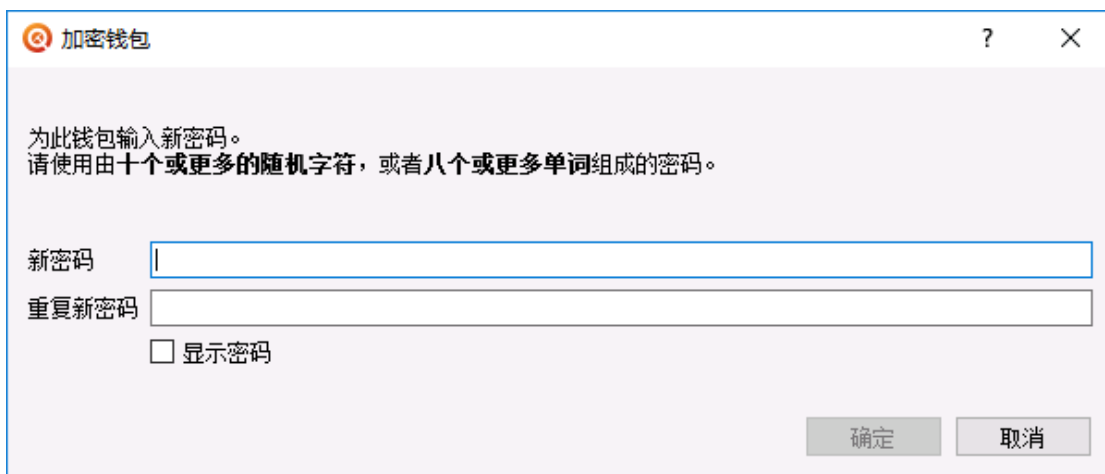 加密钱包
?
为此钱包输入新密码。
请使用由十个或更多的随机字符，或者八个或更多单词组成的密码。
新密码
重复新密码
显示密码
确定 取消